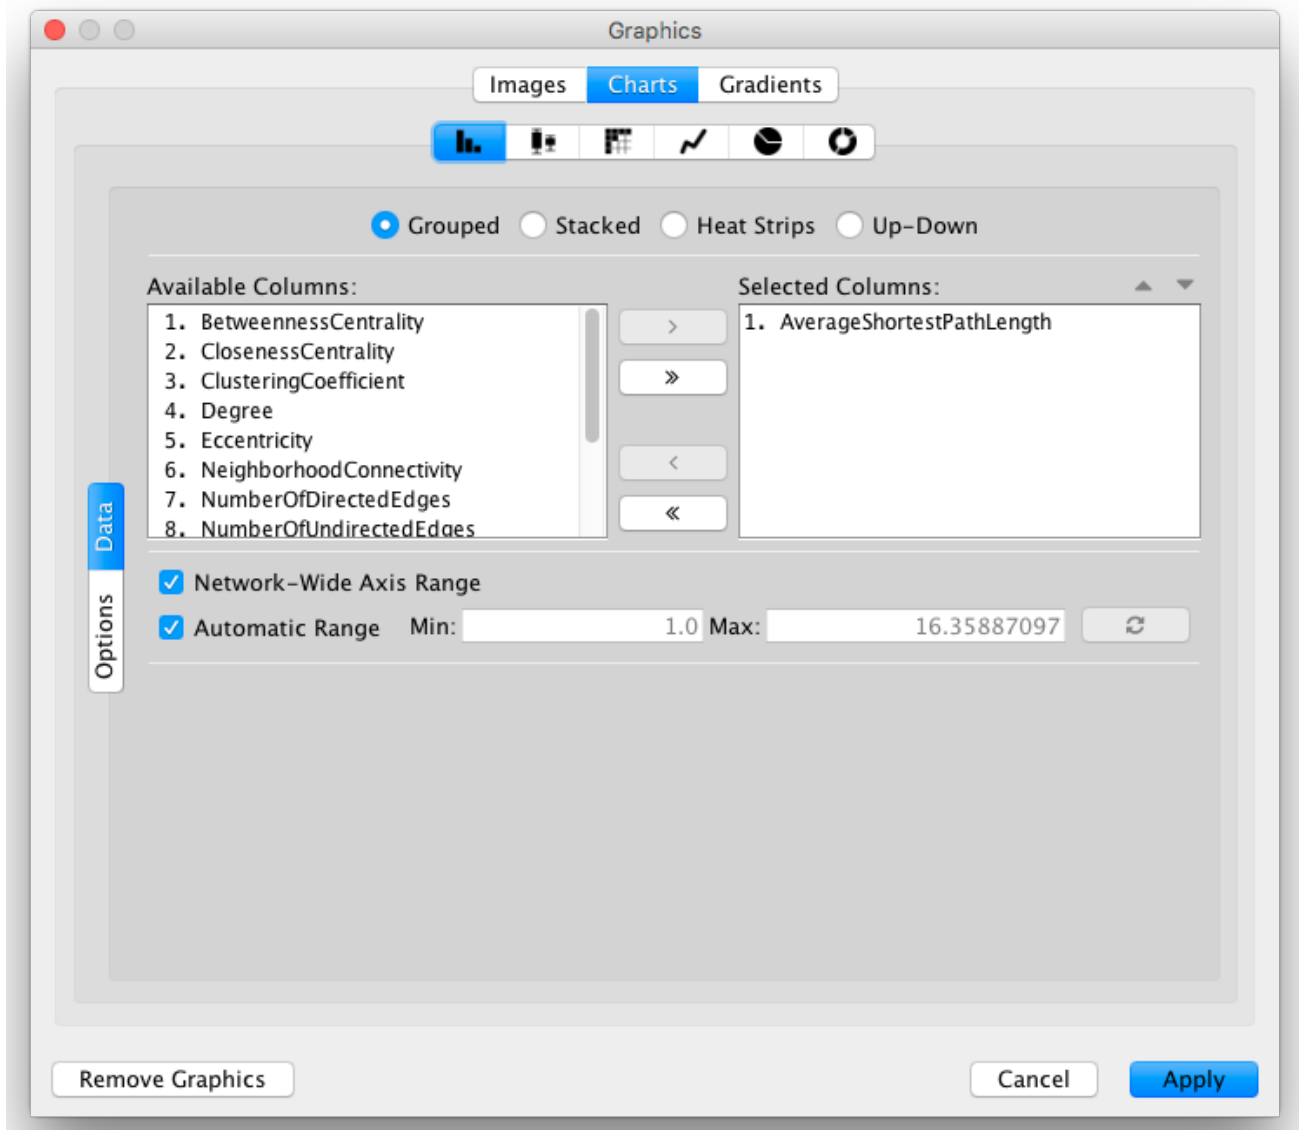 Graphics
Images Charts Gradients
Grouped Stacked Heat Strips Up-Down
Available Columns: Selected Columns:
1. BetweennessCentrality > 1. AverageShortestPathLength
2. ClosenessCentrality
3. ClusteringCoefficient »
4. Degree
5. Eccentricity
6. NeighborhoodConnectivity <
7. NumberOfDirectedEdges
8. NumberOfUndirectedEdges «
Data
Options
Network-Wide Axis Range
Automatic Range Min: 1.0 Max: 16.35887097
Remove Graphics Cancel Apply